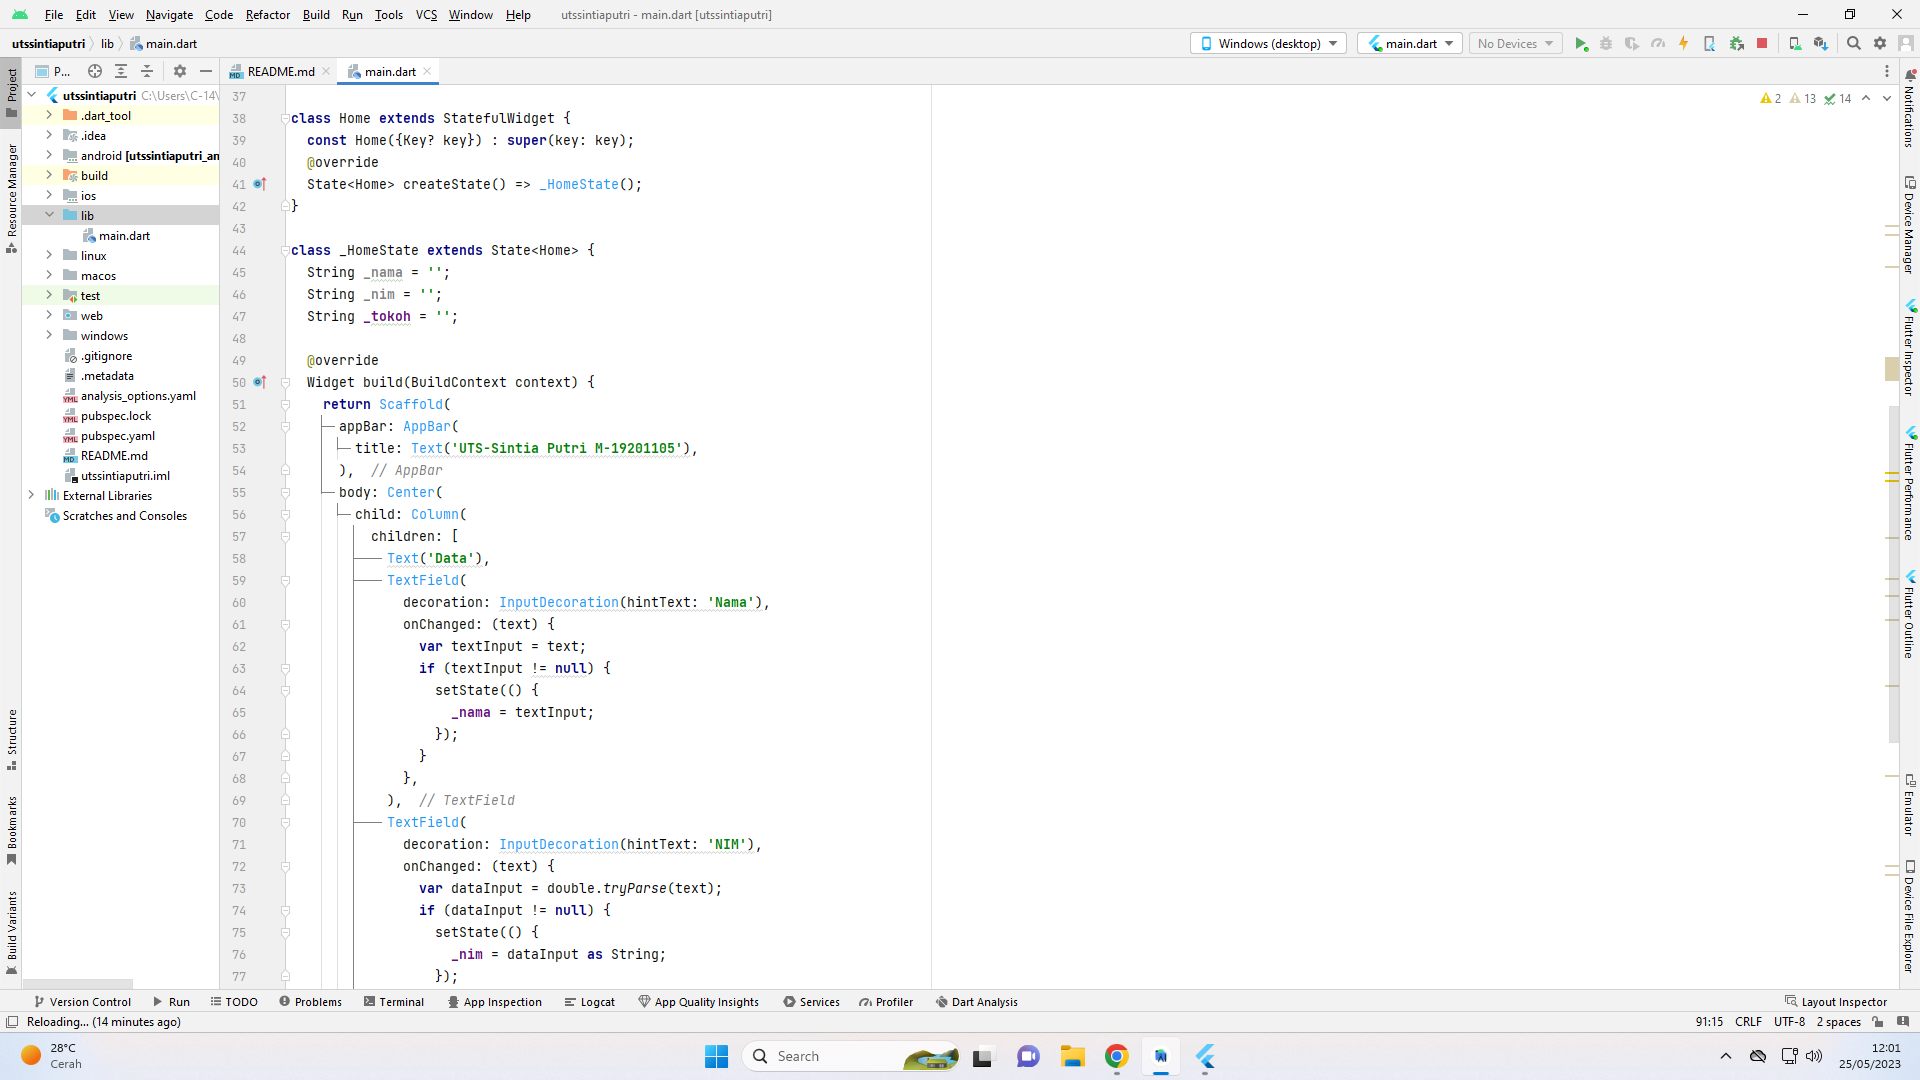 File Edit View Navigate Code Refactor Build Run Tools VCS Window Help utssintiaputri - main.dart [utssintiaputri]
utssintiaputri lib main.dart
Windows (desktop) main.dart No Devices
P...
README.md main.dart
utssintiaputri C:\Users\C-14\
.dart_tool
.idea
android [utssintiaputri_an
build
ios
lib
main.dart
linux
macos
test
web
windows
.gitignore
.metadata
analysis_options.yaml
pubspec.lock
pubspec.yaml
README.md
utssintiaputri.iml
External Libraries
Scratches and Consoles
Project
Resource Manager
Structure
Bookmarks
Build Variants
2 13 14
37
38 class Home extends StatefulWidget {
39 const Home({Key? key}) : super(key: key);
40 @override
41 State<Home> createState() => _HomeState();
42 }
43
44 class _HomeState extends State<Home> {
45 String _nama = '';
46 String _nim = '';
47 String _tokoh = '';
48
49 @override
50 Widget build(BuildContext context) {
51 return Scaffold(
52 appBar: AppBar(
53 title: Text('UTS-Sintia Putri M-19201105'),
54 ), // AppBar
55 body: Center(
56 child: Column(
57 children: [
58 Text('Data'),
59 TextField(
60 decoration: InputDecoration(hintText: 'Nama'),
61 onChanged: (text) {
62 var textInput = text;
63 if (textInput != null) {
64 setState(() {
65 _nama = textInput;
66 });
67 }
68 },
69 ), // TextField
70 TextField(
71 decoration: InputDecoration(hintText: 'NIM'),
72 onChanged: (text) {
73 var dataInput = double.tryParse(text);
74 if (dataInput != null) {
75 setState(() {
76 _nim = dataInput as String;
77 });
Notifications
Device Manager
Flutter Inspector
Flutter Performance
Flutter Outline
Emulator
Device File Explorer
Version Control Run TODO Problems Terminal App Inspection Logcat App Quality Insights Services Profiler Dart Analysis Layout Inspector
Reloading... (14 minutes ago) 91:15 CRLF UTF-8 2 spaces
28°C
Cerah
Search
12:01
25/05/2023